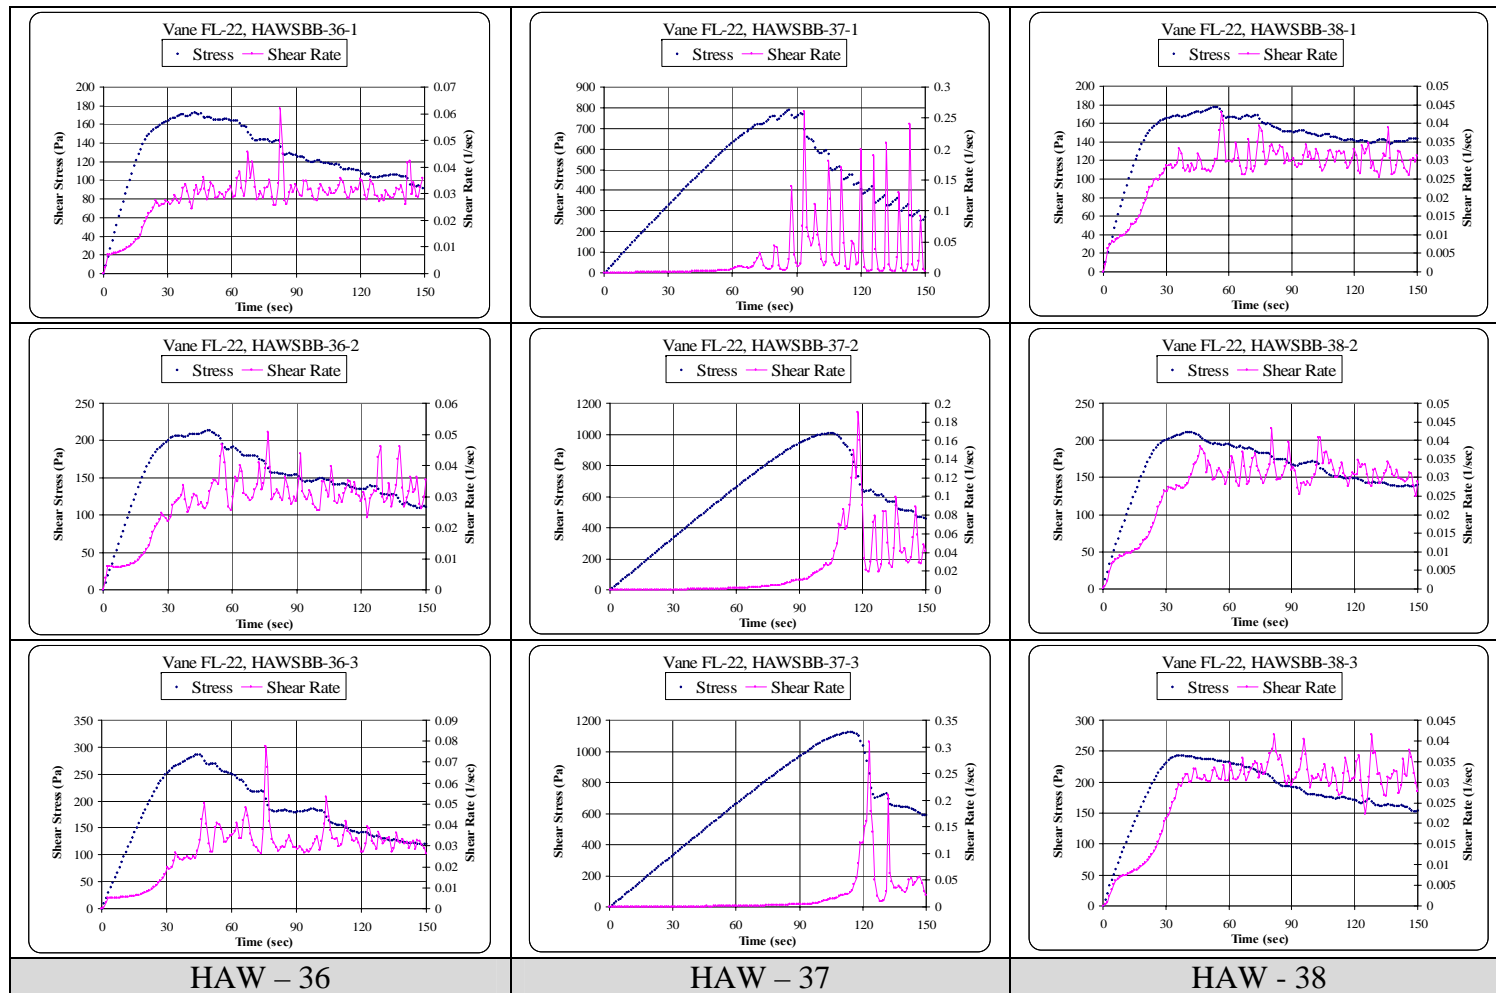 Vane FL-22, HAWSBB-36-1
Stress Shear Rate
Shear Stress (Pa)
200
180
160
140
120
100
80
60
40
20
0
0.07
0.06
0.05
0.04
0.03
0.02
0.01
0
Shear Rate (1/sec)
0 30 60 90 120 150
Time (sec)
Vane FL-22, HAWSBB-37-1
Stress Shear Rate
Shear Stress (Pa)
900
800
700
600
500
400
300
200
100
0
0.3
0.25
0.2
0.15
0.1
0.05
0
Shear Rate (1/sec)
0 30 60 90 120 150
Time (sec)
Vane FL-22, HAWSBB-38-1
Stress Shear Rate
Shear Stress (Pa)
200
180
160
140
120
100
80
60
40
20
0
0.05
0.045
0.04
0.035
0.03
0.025
0.02
0.015
0.01
0.005
0
Shear Rate (1/sec)
0 30 60 90 120 150
Time (sec)
Vane FL-22, HAWSBB-36-2
Stress Shear Rate
Shear Stress (Pa)
250
200
150
100
50
0
0.06
0.05
0.04
0.03
0.02
0.01
0
Shear Rate (1/sec)
0 30 60 90 120 150
Time (sec)
Vane FL-22, HAWSBB-37-2
Stress Shear Rate
Shear Stress (Pa)
1200
1000
800
600
400
200
0
0.2
0.18
0.16
0.14
0.12
0.1
0.08
0.06
0.04
0.02
0
Shear Rate (1/sec)
0 30 60 90 120 150
Time (sec)
Vane FL-22, HAWSBB-38-2
Stress Shear Rate
Shear Stress (Pa)
250
200
150
100
50
0
0.05
0.045
0.04
0.035
0.03
0.025
0.02
0.015
0.01
0.005
0
Shear Rate (1/sec)
0 30 60 90 120 150
Time (sec)
Vane FL-22, HAWSBB-36-3
Stress Shear Rate
Shear Stress (Pa)
350
300
250
200
150
100
50
0
0.09
0.08
0.07
0.06
0.05
0.04
0.03
0.02
0.01
0
Shear Rate (1/sec)
0 30 60 90 120 150
Time (sec)
Vane FL-22, HAWSBB-37-3
Stress Shear Rate
Shear Stress (Pa)
1200
1000
800
600
400
200
0
0.35
0.3
0.25
0.2
0.15
0.1
0.05
0
Shear Rate (1/sec)
0 30 60 90 120 150
Time (sec)
Vane FL-22, HAWSBB-38-3
Stress Shear Rate
Shear Stress (Pa)
300
250
200
150
100
50
0
0.045
0.04
0.035
0.03
0.025
0.02
0.015
0.01
0.005
0
Shear Rate (1/sec)
0 30 60 90 120 150
Time (sec)
HAW – 36
HAW – 37
HAW - 38